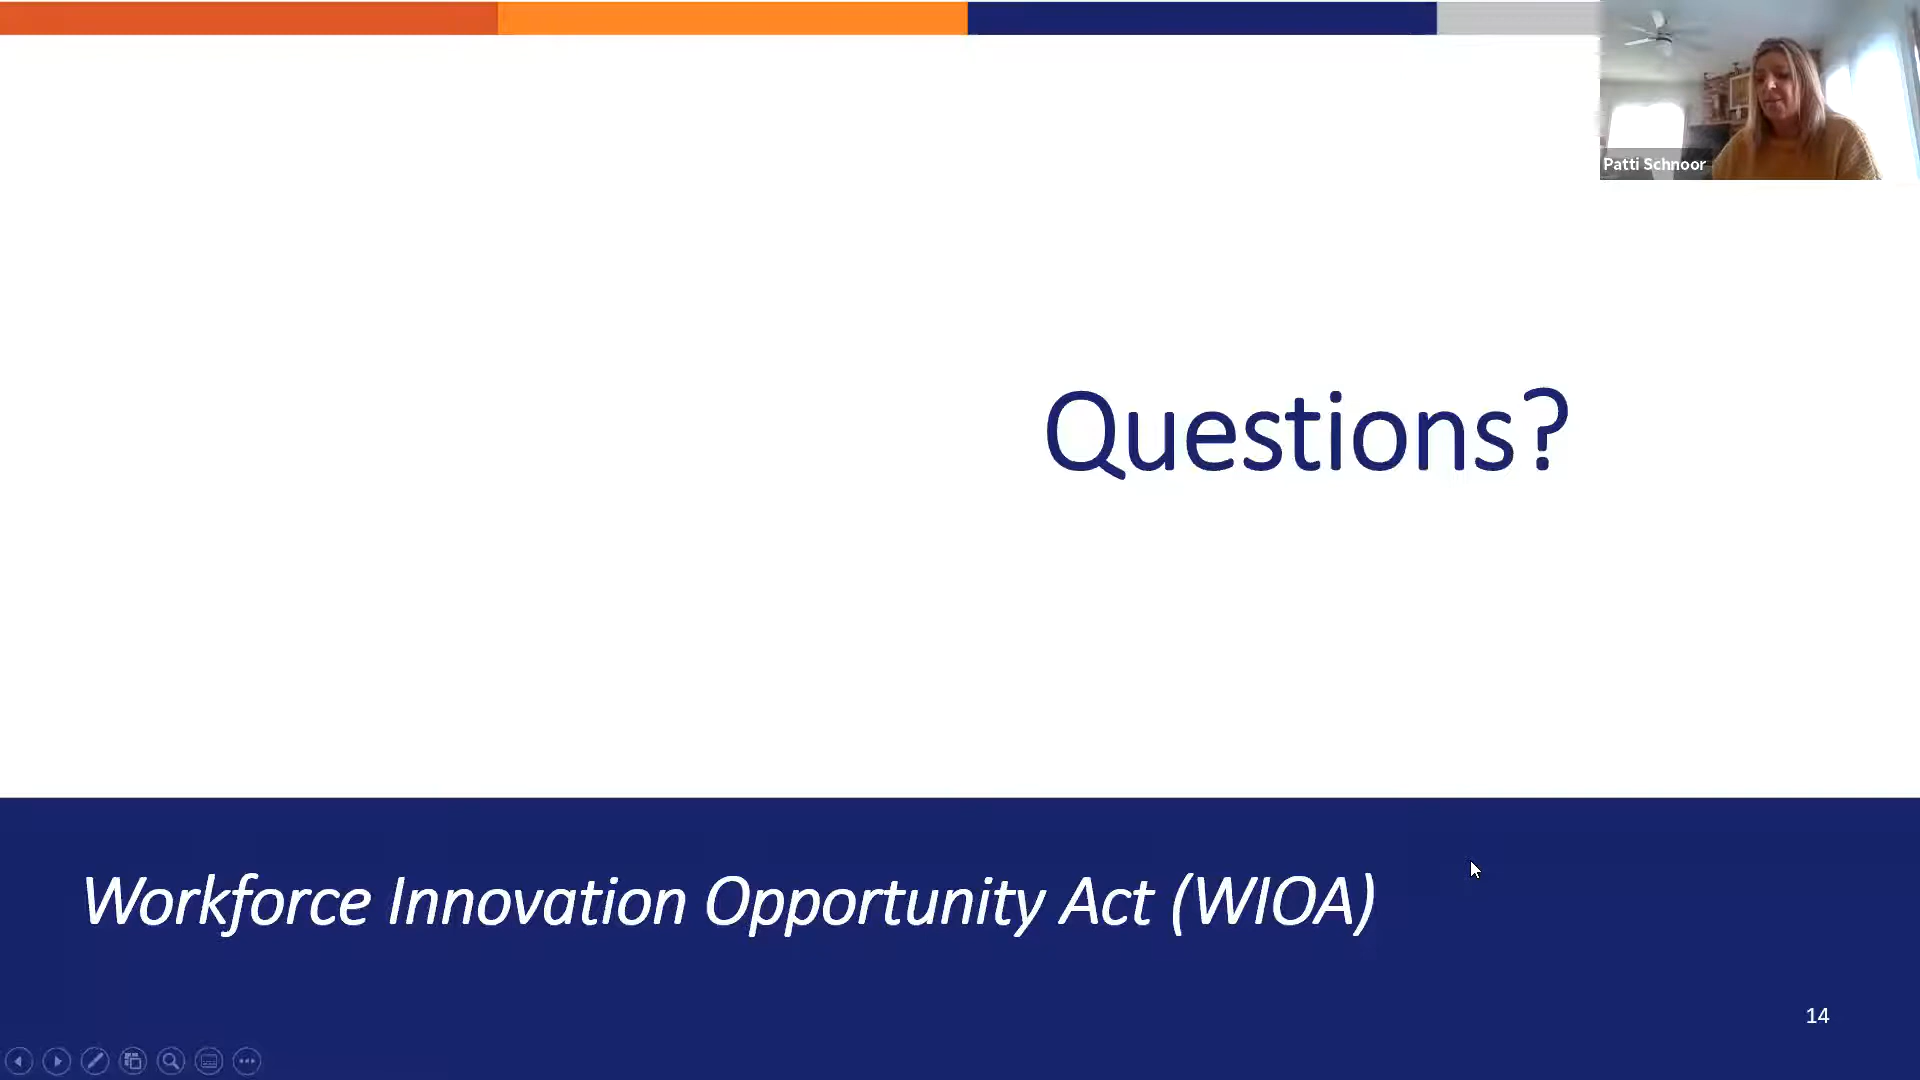 Patti Schnoor
Questions?
Workforce Innovation Opportunity Act (WIOA)
14